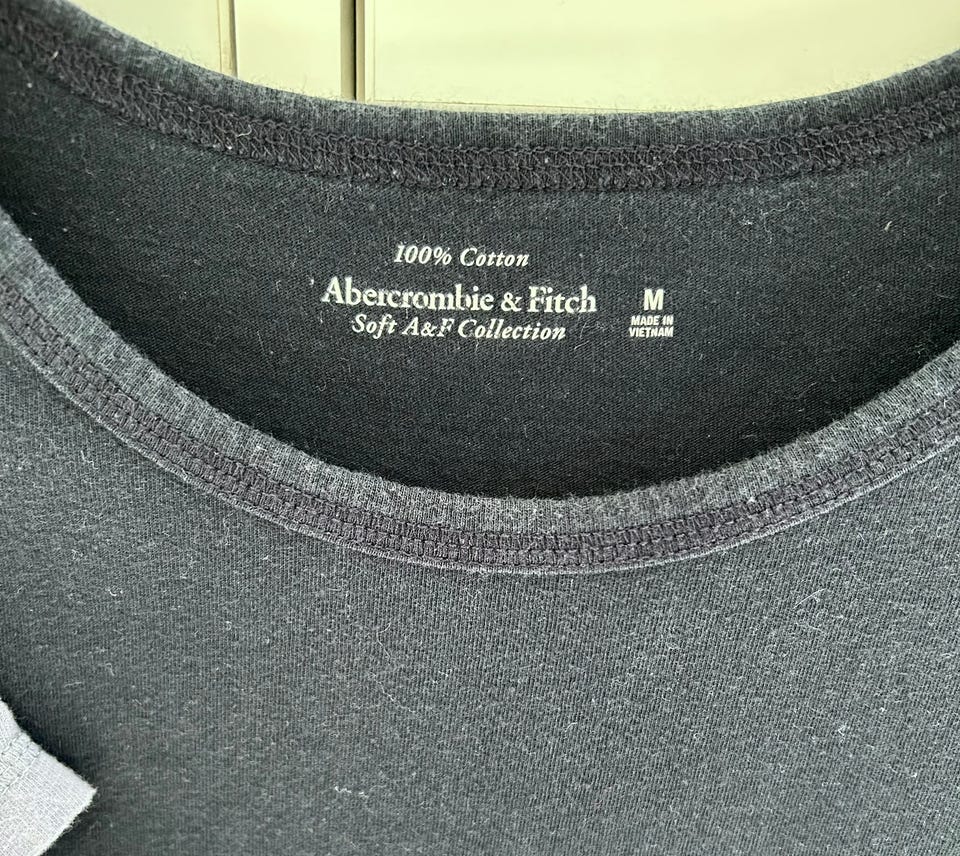 100% Cotton
Abercrombie & Fitch
Soft A&F Collection
M
MADE IN
VIETNAM